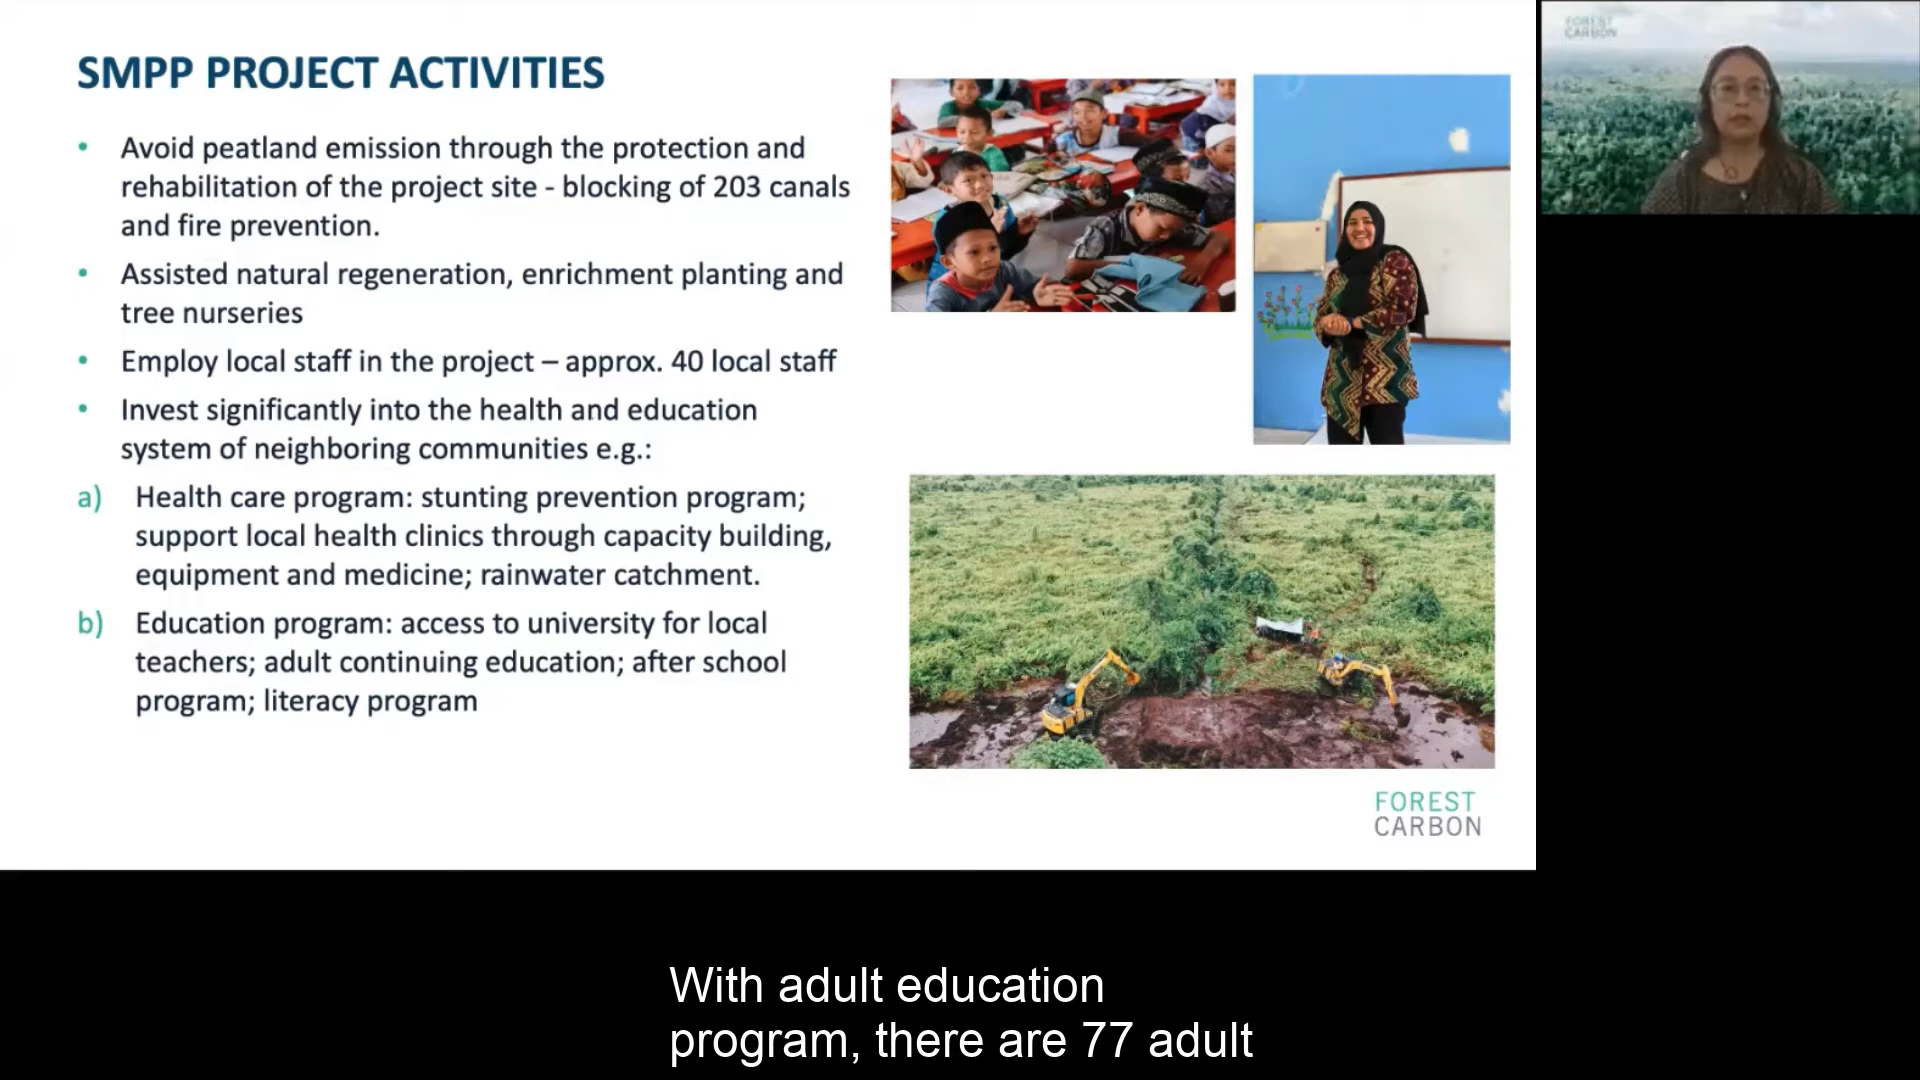 SMPP PROJECT ACTIVITIES
• Avoid peatland emission through the protection and
rehabilitation of the project site - blocking of 203 canals
and fire prevention.
• Assisted natural regeneration, enrichment planting and
tree nurseries
• Employ local staff in the project – approx. 40 local staff
• Invest significantly into the health and education
system of neighboring communities e.g.:
a) Health care program: stunting prevention program;
support local health clinics through capacity building,
equipment and medicine; rainwater catchment.
b) Education program: access to university for local
teachers; adult continuing education; after school
program; literacy program
FOREST
CARBON
FOREST
CARBON
With adult education
program, there are 77 adult